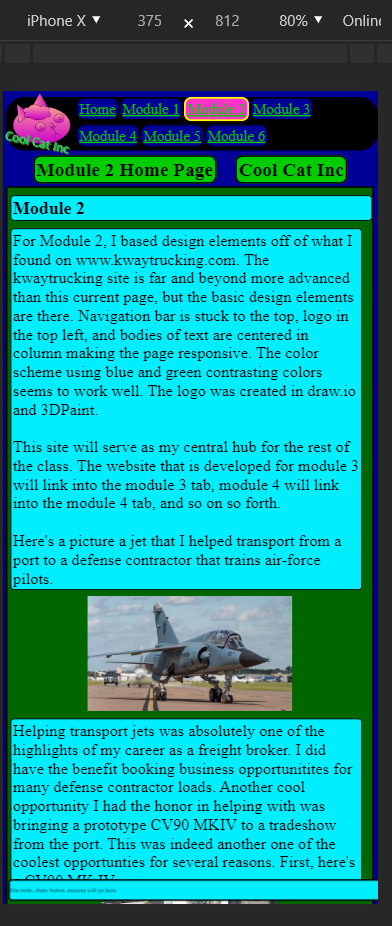 iPhone X ▼ 375 × 812 80% ▼ Online
Home Module 1 Module 2 Module 3
Cool Cat Inc
Module 4 Module 5 Module 6
Module 2 Home Page Cool Cat Inc
Module 2
For Module 2, I based design elements off of what I
found on www.kwaytrucking.com. The
kwaytrucking site is far and beyond more advanced
than this current page, but the basic design elements
are there. Navigation bar is stuck to the top, logo in
the top left, and bodies of text are centered in
column making the page responsive. The color
scheme using blue and green contrasting colors
seems to work well. The logo was created in draw.io
and 3DPaint.
This site will serve as my central hub for the rest of
the class. The website that is developed for module 3
will link into the module 3 tab, module 4 will link
into the module 4 tab, and so on so forth.
Here's a picture a jet that I helped transport from a
port to a defense contractor that trains air-force
pilots.
Helping transport jets was absolutely one of the
highlights of my career as a freight broker. I did
have the benefit booking business opportunitites for
many defense contractor loads. Another cool
opportunity I had the honor in helping with was
bringing a prototype CV90 MKIV to a tradeshow
from the port. This was indeed another one of the
coolest opportunties for several reasons. First, here's
a CV90 MK IV